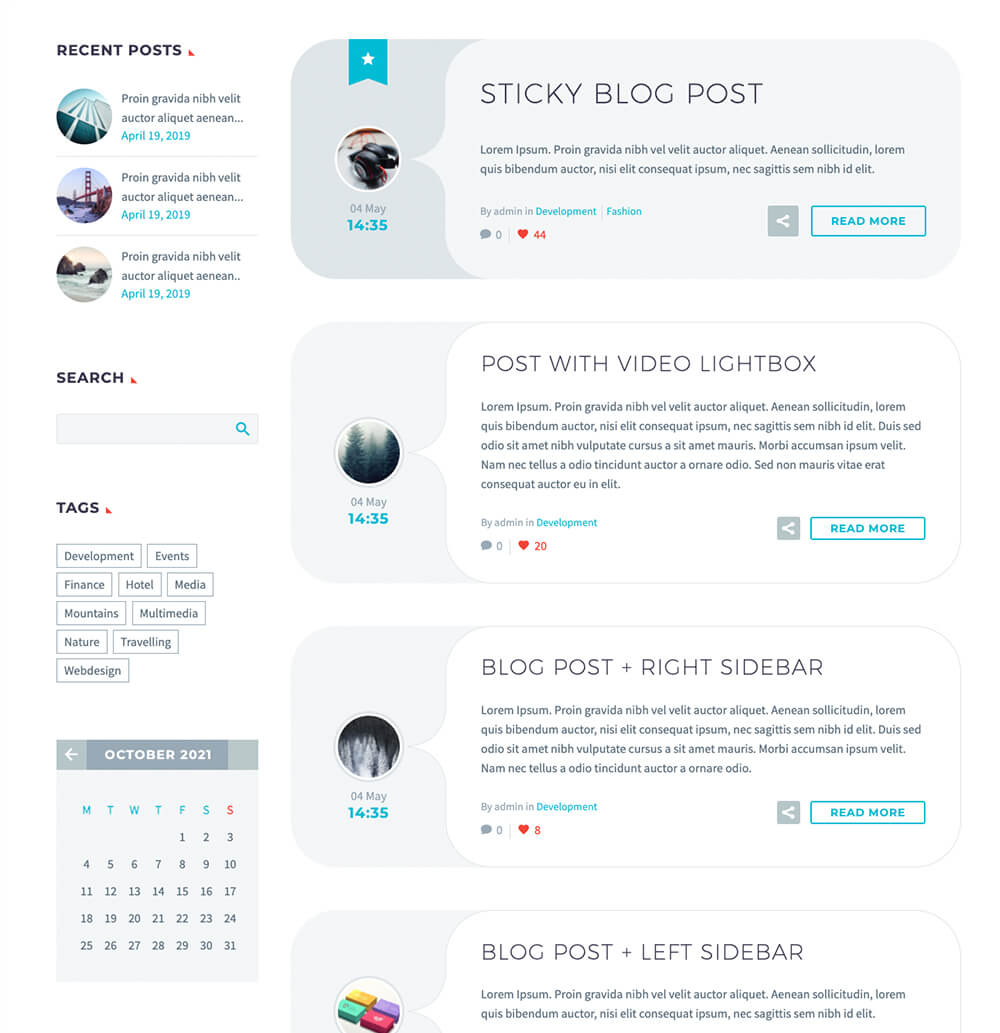 RECENT POSTS
Proin gravida nibh velit
auctor aliquet aenean...
April 19, 2019
Proin gravida nibh velit
auctor aliquet aenean...
April 19, 2019
Proin gravida nibh velit
auctor aliquet aenean..
April 19, 2019
SEARCH
TAGS
Development Events
Finance Hotel Media
Mountains Multimedia
Nature Travelling
Webdesign
OCTOBER 2021
M T W T F S S
1 2 3
4 5 6 7 8 9 10
11 12 13 14 15 16 17
18 19 20 21 22 23 24
25 26 27 28 29 30 31
04 May
14:35
STICKY BLOG POST
Lorem Ipsum. Proin gravida nibh vel velit auctor aliquet. Aenean sollicitudin, lorem
quis bibendum auctor, nisi elit consequat ipsum, nec sagittis sem nibh id elit.
By admin in Development | Fashion
0 44
READ MORE
04 May
14:35
POST WITH VIDEO LIGHTBOX
Lorem Ipsum. Proin gravida nibh vel velit auctor aliquet. Aenean sollicitudin, lorem
quis bibendum auctor, nisi elit consequat ipsum, nec sagittis sem nibh id elit. Duis sed
odio sit amet nibh vulputate cursus a sit amet mauris. Morbi accumsan ipsum velit.
Nam nec tellus a odio tincidunt auctor a ornare odio. Sed non mauris vitae erat
consequat auctor eu in elit.
By admin in Development
0 20
READ MORE
04 May
14:35
BLOG POST + RIGHT SIDEBAR
Lorem Ipsum. Proin gravida nibh vel velit auctor aliquet. Aenean sollicitudin, lorem
quis bibendum auctor, nisi elit consequat ipsum, nec sagittis sem nibh id elit. Duis sed
odio sit amet nibh vulputate cursus a sit amet mauris. Morbi accumsan ipsum velit.
Nam nec tellus a odio tincidunt auctor a ornare odio.
By admin in Development
0 8
READ MORE
BLOG POST + LEFT SIDEBAR
Lorem Ipsum. Proin gravida nibh vel velit auctor aliquet. Aenean sollicitudin, lorem
quis bibendum auctor, nisi elit consequat ipsum, nec sagittis sem nibh id elit.